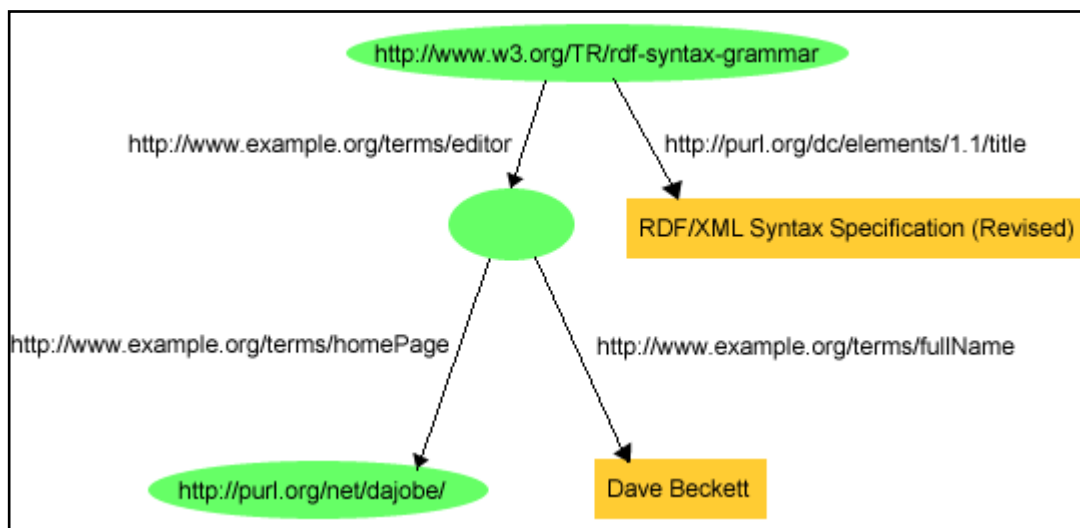 http://www.w3.org/TR/rdf-syntax-grammar
http://www.example.org/terms/editor
http://purl.org/dc/elements/1.1/title
RDF/XML Syntax Specification (Revised)
http://www.example.org/terms/homePage
http://www.example.org/terms/fullName
http://purl.org/net/dajobe/
Dave Beckett